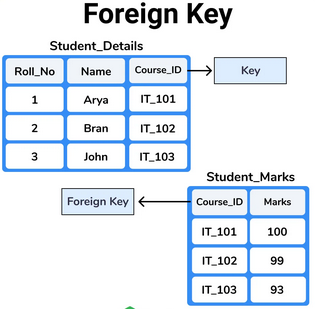 Foreign Key
Student_Details
Roll_No Name Course_ID
Key
1 Arya IT_101
2 Bran IT_102
3 John IT_103
Student_Marks
Foreign Key
Course_ID Marks
IT_101 100
IT_102 99
IT_103 93